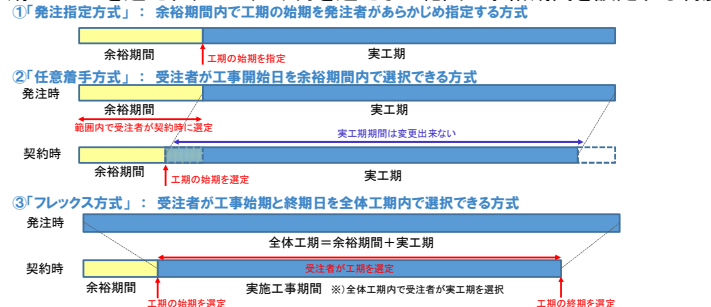 ①「発注指定方式」： 余裕期間内で工期の始期を発注者があらかじめ指定する方式
余裕期間
工期の始期を指定
実工期
②「任意着手方式」： 受注者が工事開始日を余裕期間内で選択できる方式
発注時
余裕期間
実工期
範囲内で受注者が契約時に選定
実工期期間は変更出来ない
契約時
余裕期間
工期の始期を選定
実工期
③「フレックス方式」： 受注者が工事始期と終期日を全体工期内で選択できる方式
発注時
全体工期＝余裕期間＋実工期
契約時
受注者が工期を選定
余裕期間
実施工事期間 ※）全体工期内で受注者が実工期を選択
工期の始期を選定
工期の終期を選定